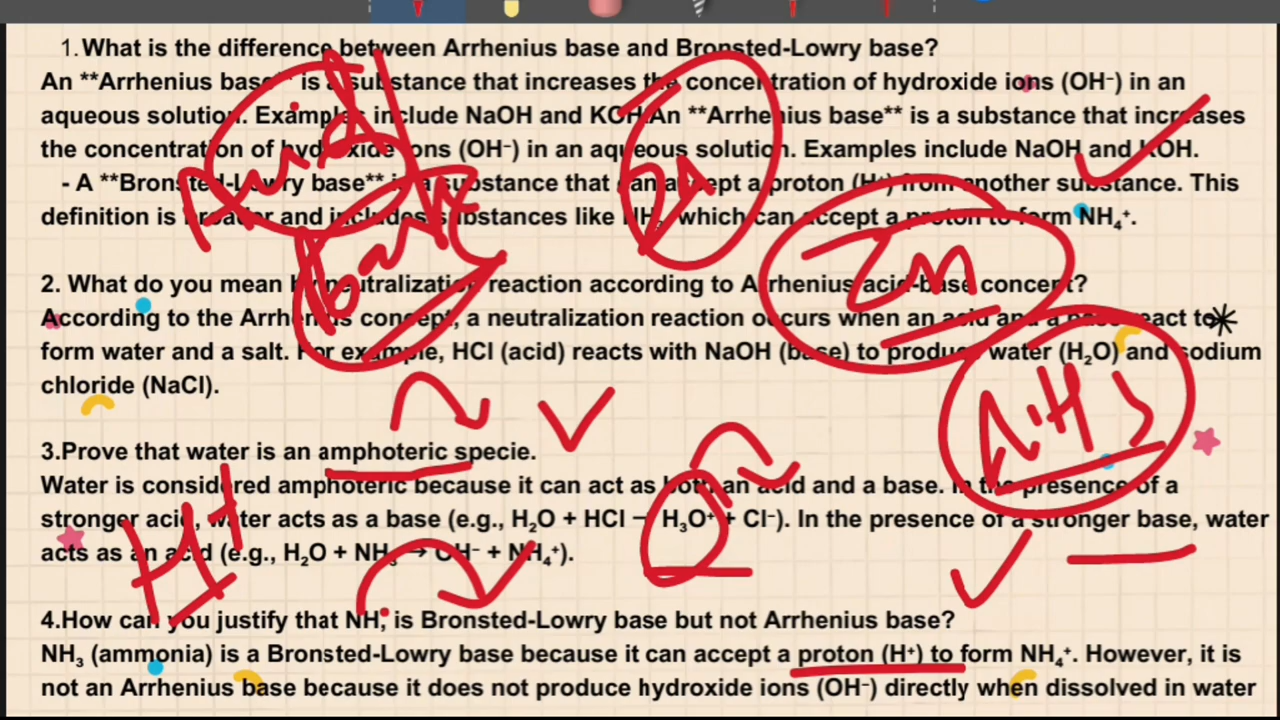 1.What is the difference between Arrhenius base and Bronsted-Lowry base?
An **Arrhenius base** is a substance that increases the concentration of hydroxide ions (OH⁻) in an
aqueous solution. Examples include NaOH and KOH.An **Arrhenius base** is a substance that increases
the concentration of hydroxide ions (OH⁻) in an aqueous solution. Examples include NaOH and KOH.
- A **Bronsted-Lowry base** is a substance that can accept a proton (H⁺) from another substance. This
definition is broader and includes substances like NH₃, which can accept a proton to form NH₄⁺.
2. What do you mean by neutralization reaction according to Arrhenius acid-base concept?
According to the Arrhenius concept, a neutralization reaction occurs when an acid and a base react to
form water and a salt. For example, HCl (acid) reacts with NaOH (base) to produce water (H₂O) and sodium
chloride (NaCl).
3.Prove that water is an amphoteric specie.
Water is considered amphoteric because it can act as both an acid and a base. In the presence of a
stronger acid, water acts as a base (e.g., H₂O + HCl → H₃O⁺ + Cl⁻). In the presence of a stronger base, water
acts as an acid (e.g., H₂O + NH₃ → OH⁻ + NH₄⁺).
4.How can you justify that NH₃ is Bronsted-Lowry base but not Arrhenius base?
NH₃ (ammonia) is a Bronsted-Lowry base because it can accept a proton (H⁺) to form NH₄⁺. However, it is
not an Arrhenius base because it does not produce hydroxide ions (OH⁻) directly when dissolved in water
Zn
NH3
H+